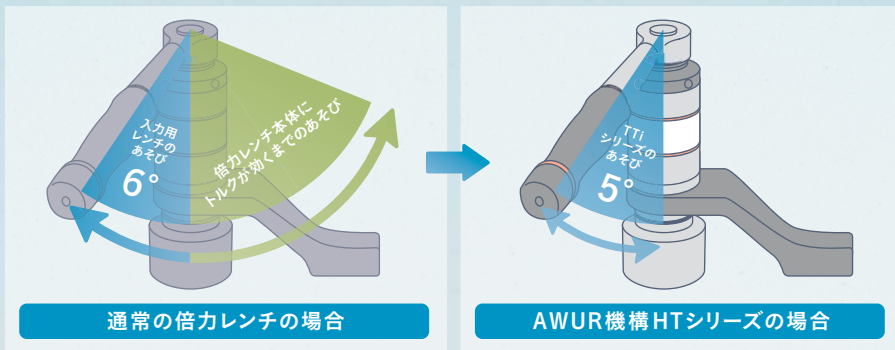 入力用
レンチの
あそび
6°
倍力レンチ本体に
トルクが効くまでのあそび
TTi
シリーズの
あそび
5°
通常の倍力レンチの場合
AWUR機構HTシリーズの場合